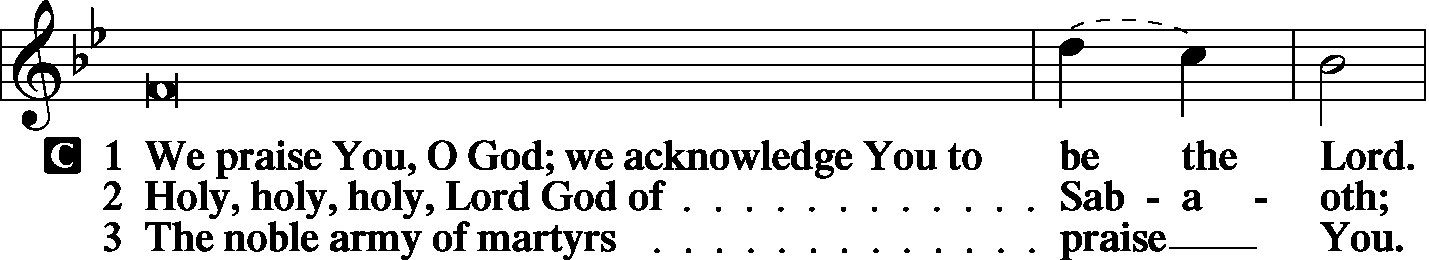 C 1 We praise You, O God; we acknowledge You to be the Lord.
2 Holy, holy, holy, Lord God of . . . . . . . . . . . . Sab - a - oth;
3 The noble army of martyrs . . . . . . . . . . . . . praise___ You.